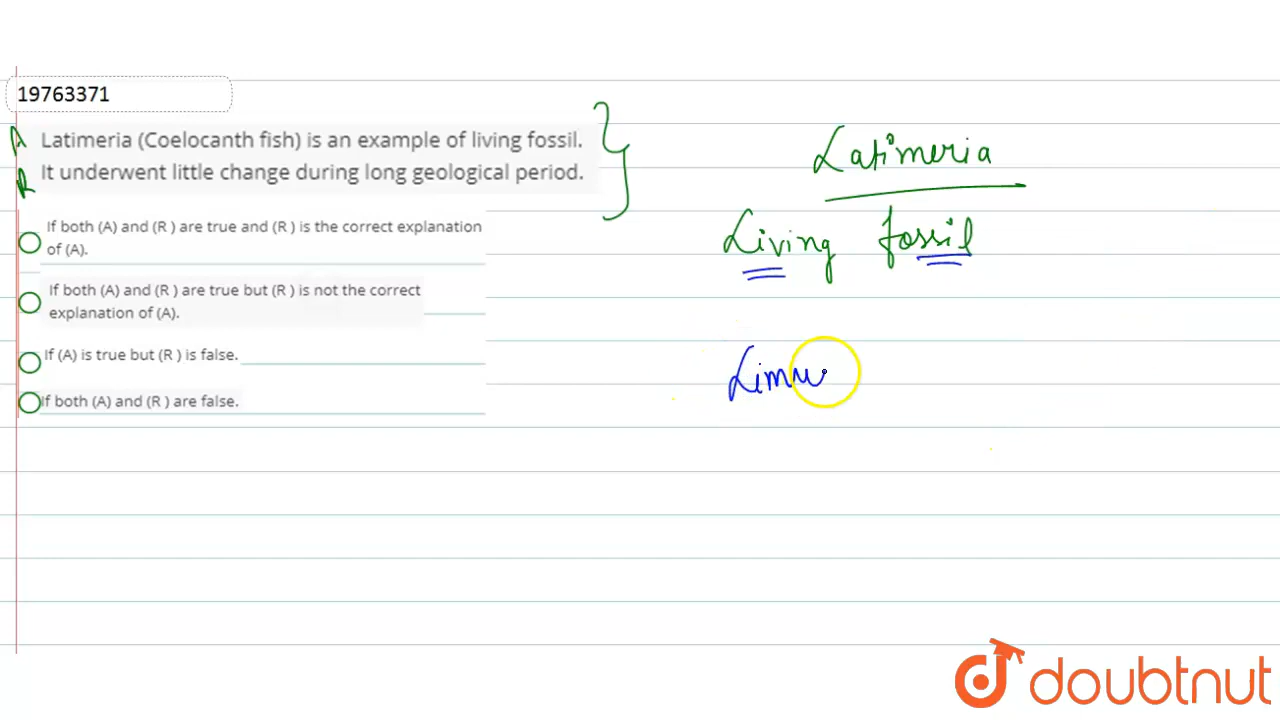 19763371
A Latimeria (Coelocanth fish) is an example of living fossil.
R It underwent little change during long geological period.
If both (A) and (R ) are true and (R ) is the correct explanation
of (A).
If both (A) and (R ) are true but (R ) is not the correct
explanation of (A).
If (A) is true but (R ) is false.
If both (A) and (R ) are false.
Latimeria
Living fossil
Limu
doubtnut